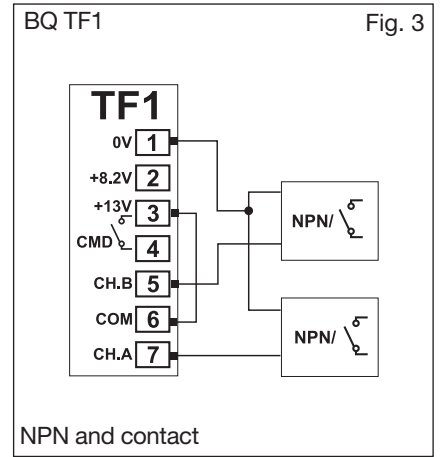 BQ TF1
Fig. 3
TF1
0V 1
+8.2V 2
+13V 3
CMD 4
CH.B 5
COM 6
CH.A 7
NPN/
NPN/
NPN and contact